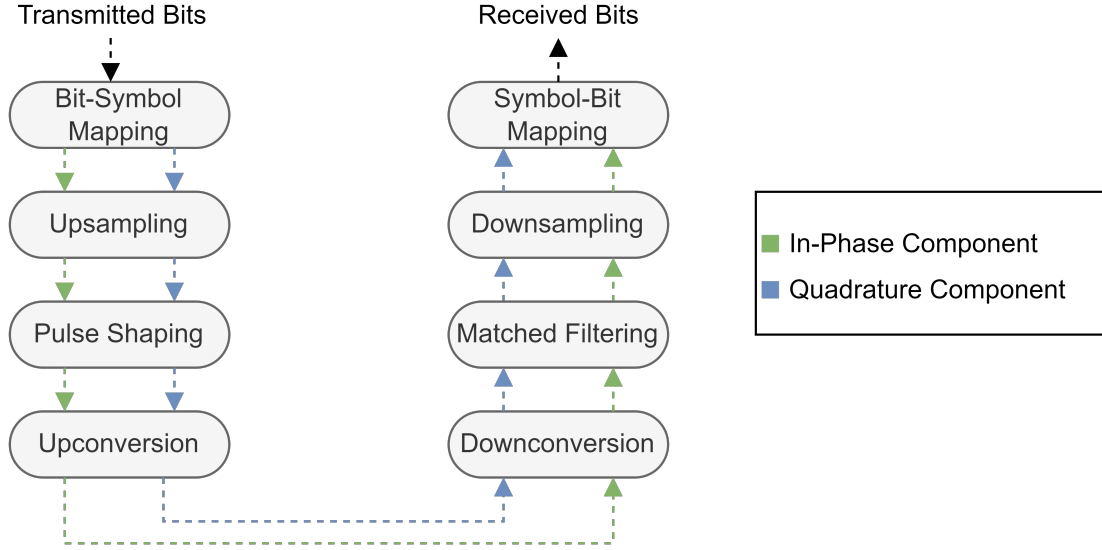 Transmitted Bits
Bit-Symbol
Mapping
Upsampling
Pulse Shaping
Upconversion
Received Bits
Symbol-Bit
Mapping
Downsampling
Matched Filtering
Downconversion
In-Phase Component
Quadrature Component